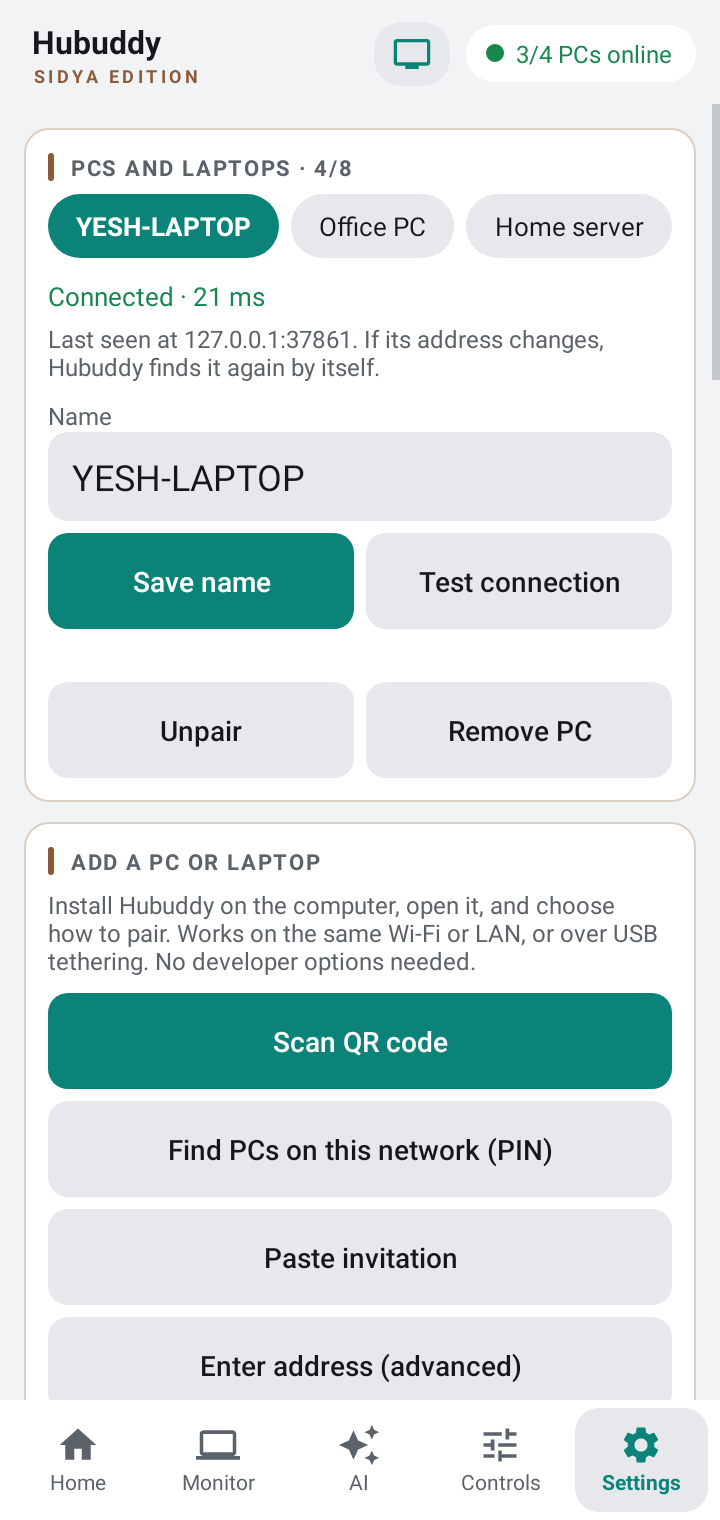 Hubuddy
SIDYA EDITION
3/4 PCs online
PCS AND LAPTOPS · 4/8
YESH-LAPTOP
Office PC
Home server
Connected · 21 ms
Last seen at 127.0.0.1:37861. If its address changes,
Hubuddy finds it again by itself.
Name
YESH-LAPTOP
Save name
Test connection
Unpair
Remove PC
ADD A PC OR LAPTOP
Install Hubuddy on the computer, open it, and choose
how to pair. Works on the same Wi-Fi or LAN, or over USB
tethering. No developer options needed.
Scan QR code
Find PCs on this network (PIN)
Paste invitation
Enter address (advanced)
Home
Monitor
AI
Controls
Settings